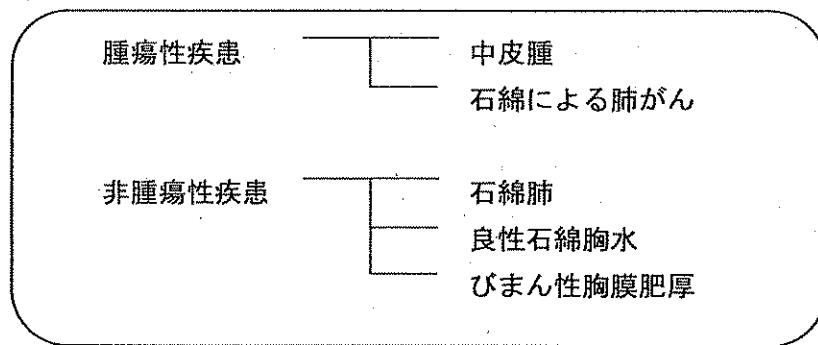 腫瘍性疾患 中皮腫
石綿による肺がん
非腫瘍性疾患 石綿肺
良性石綿胸水
びまん性胸膜肥厚